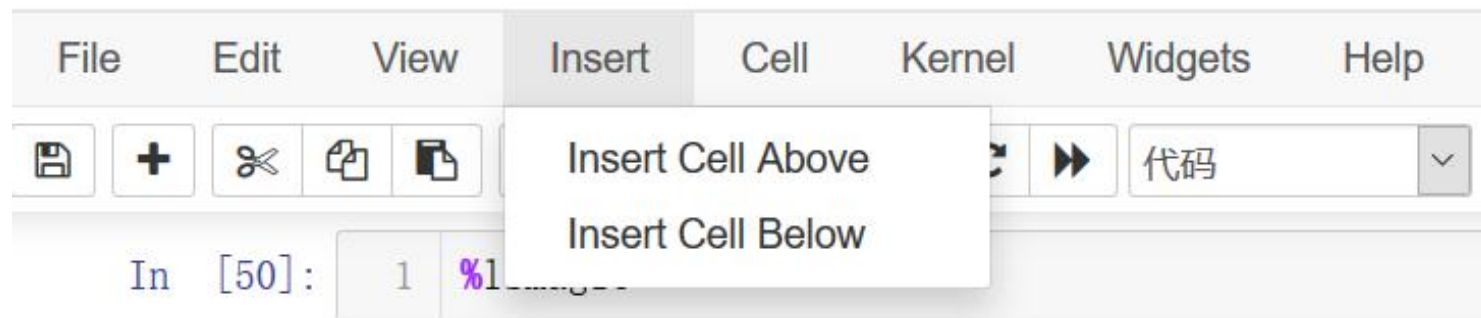 File Edit View Insert Cell Kernel Widgets Help
Insert Cell Above
代码
Insert Cell Below
In [50]: 1